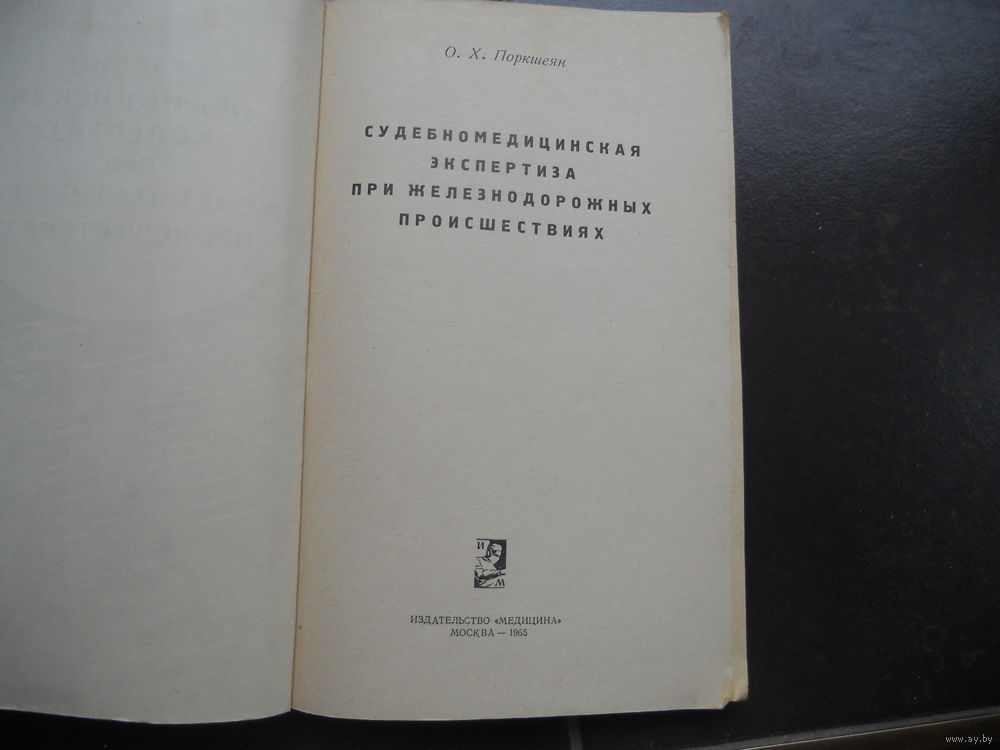 О. Х. Поркшеян
СУДЕБНОМЕДИЦИНСКАЯ
ЭКСПЕРТИЗА
ПРИ ЖЕЛЕЗНОДОРОЖНЫХ
ПРОИСШЕСТВИЯХ
И
М
ИЗДАТЕЛЬСТВО «МЕДИЦИНА»
МОСКВА — 1965
www.ay.by